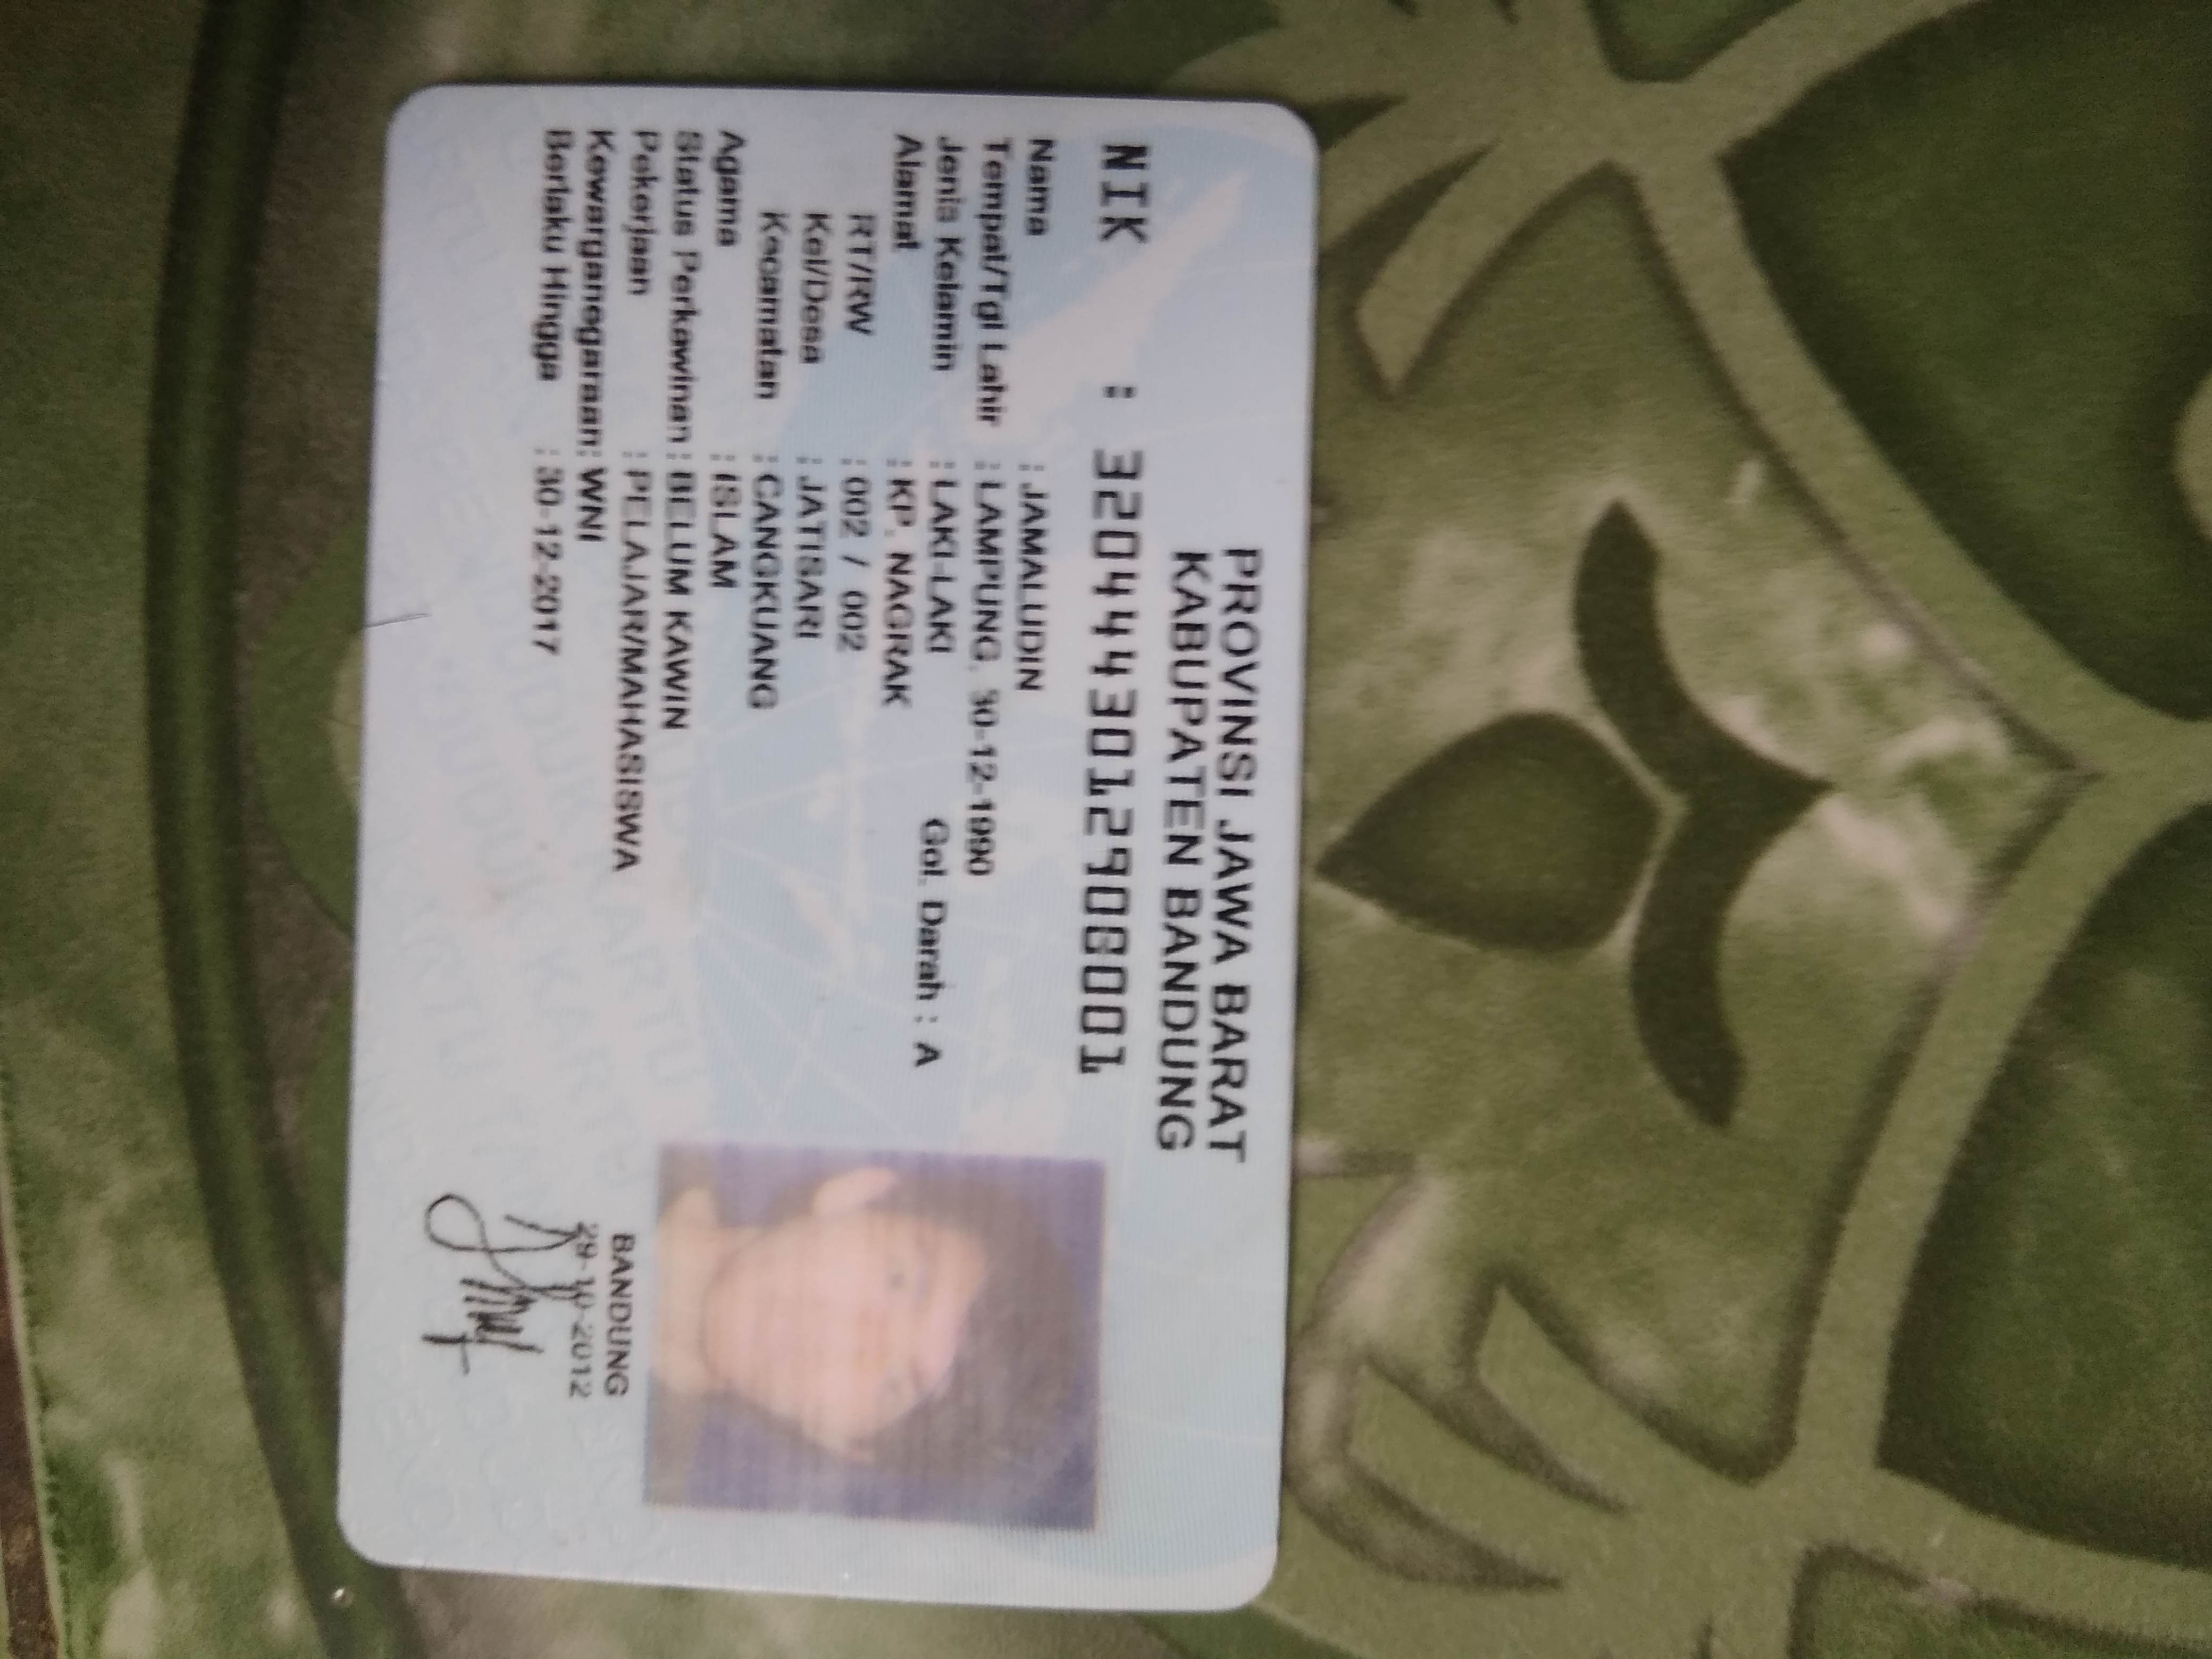 PROVINSI JAWA BARAT
KABUPATEN BANDUNG
NIK : 3204443012908001
Nama : JAMALUDIN
Tempat/Tgl Lahir : LAMPUNG, 30-12-1990
Jenis Kelamin : LAKI-LAKI Gol. Darah : A
Alamat : KP. NAGRAK
RT/RW : 002 / 002
Kel/Desa : JATISARI
Kecamatan : CANGKUANG
Agama : ISLAM
Status Perkawinan : BELUM KAWIN
Pekerjaan : PELAJAR/MAHASISWA
Kewarganegaraan: WNI
Berlaku Hingga : 30-12-2017
BANDUNG
29-10-2012